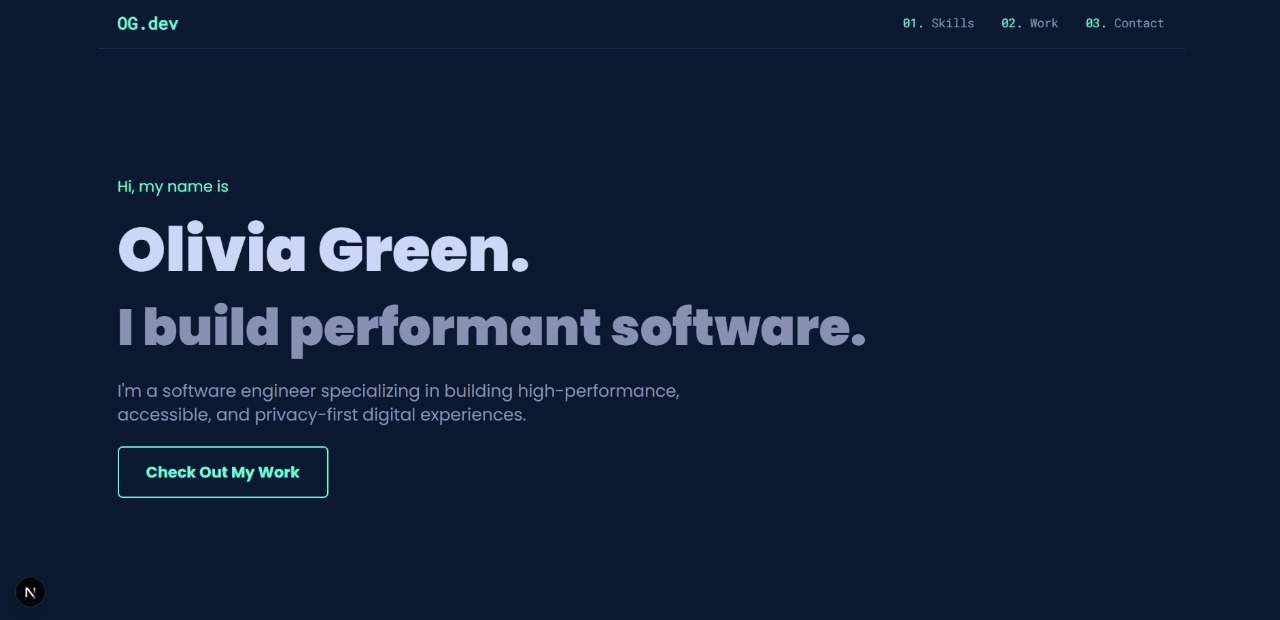 OG.dev
01. Skills
02. Work
03. Contact
Hi, my name is
Olivia Green.
I build performant software.
I'm a software engineer specializing in building high-performance,
accessible, and privacy-first digital experiences.
Check Out My Work
N